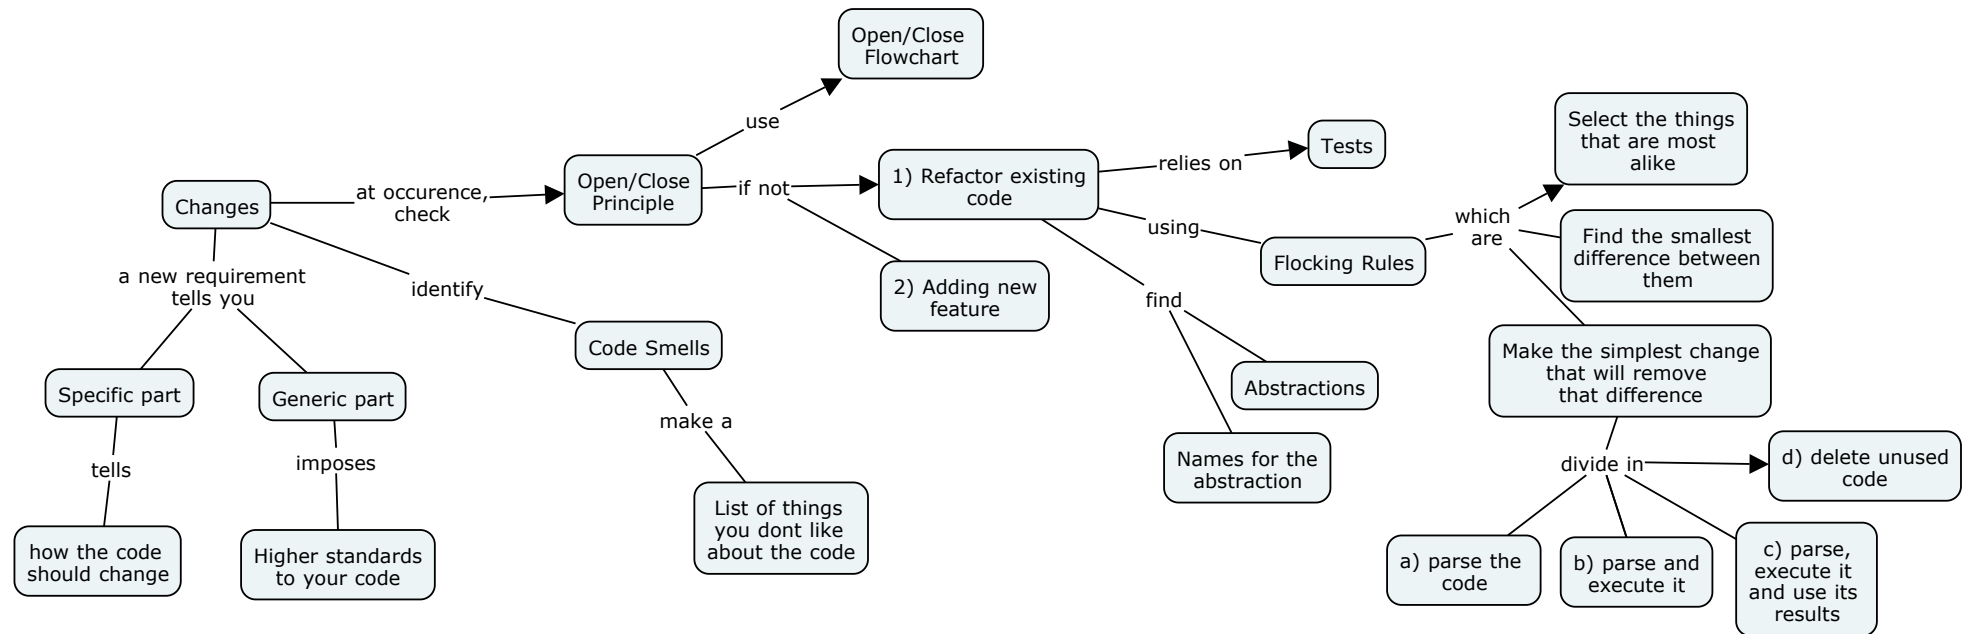 Open/Close
Flowchart
use
Changes
at occurence,
check
Open/Close
Principle
if not
1) Refactor existing
code
relies on
Tests
using
Flocking Rules
which
are
Select the things
that are most
alike
Find the smallest
difference between
them
Make the simplest change
that will remove
that difference
divide in
a) parse the
code
b) parse and
execute it
c) parse,
execute it
and use its
results
d) delete unused
code
find
Abstractions
Names for the
abstraction
2) Adding new
feature
identify
Code Smells
make a
List of things
you dont like
about the code
a new requirement
tells you
Specific part
tells
how the code
should change
Generic part
imposes
Higher standards
to your code